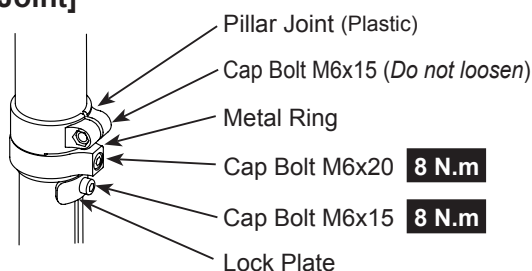 Joint]
Pillar Joint (Plastic)
Cap Bolt M6x15 (Do not loosen)
Metal Ring
Cap Bolt M6x20 8 N.m
Cap Bolt M6x15 8 N.m
Lock Plate